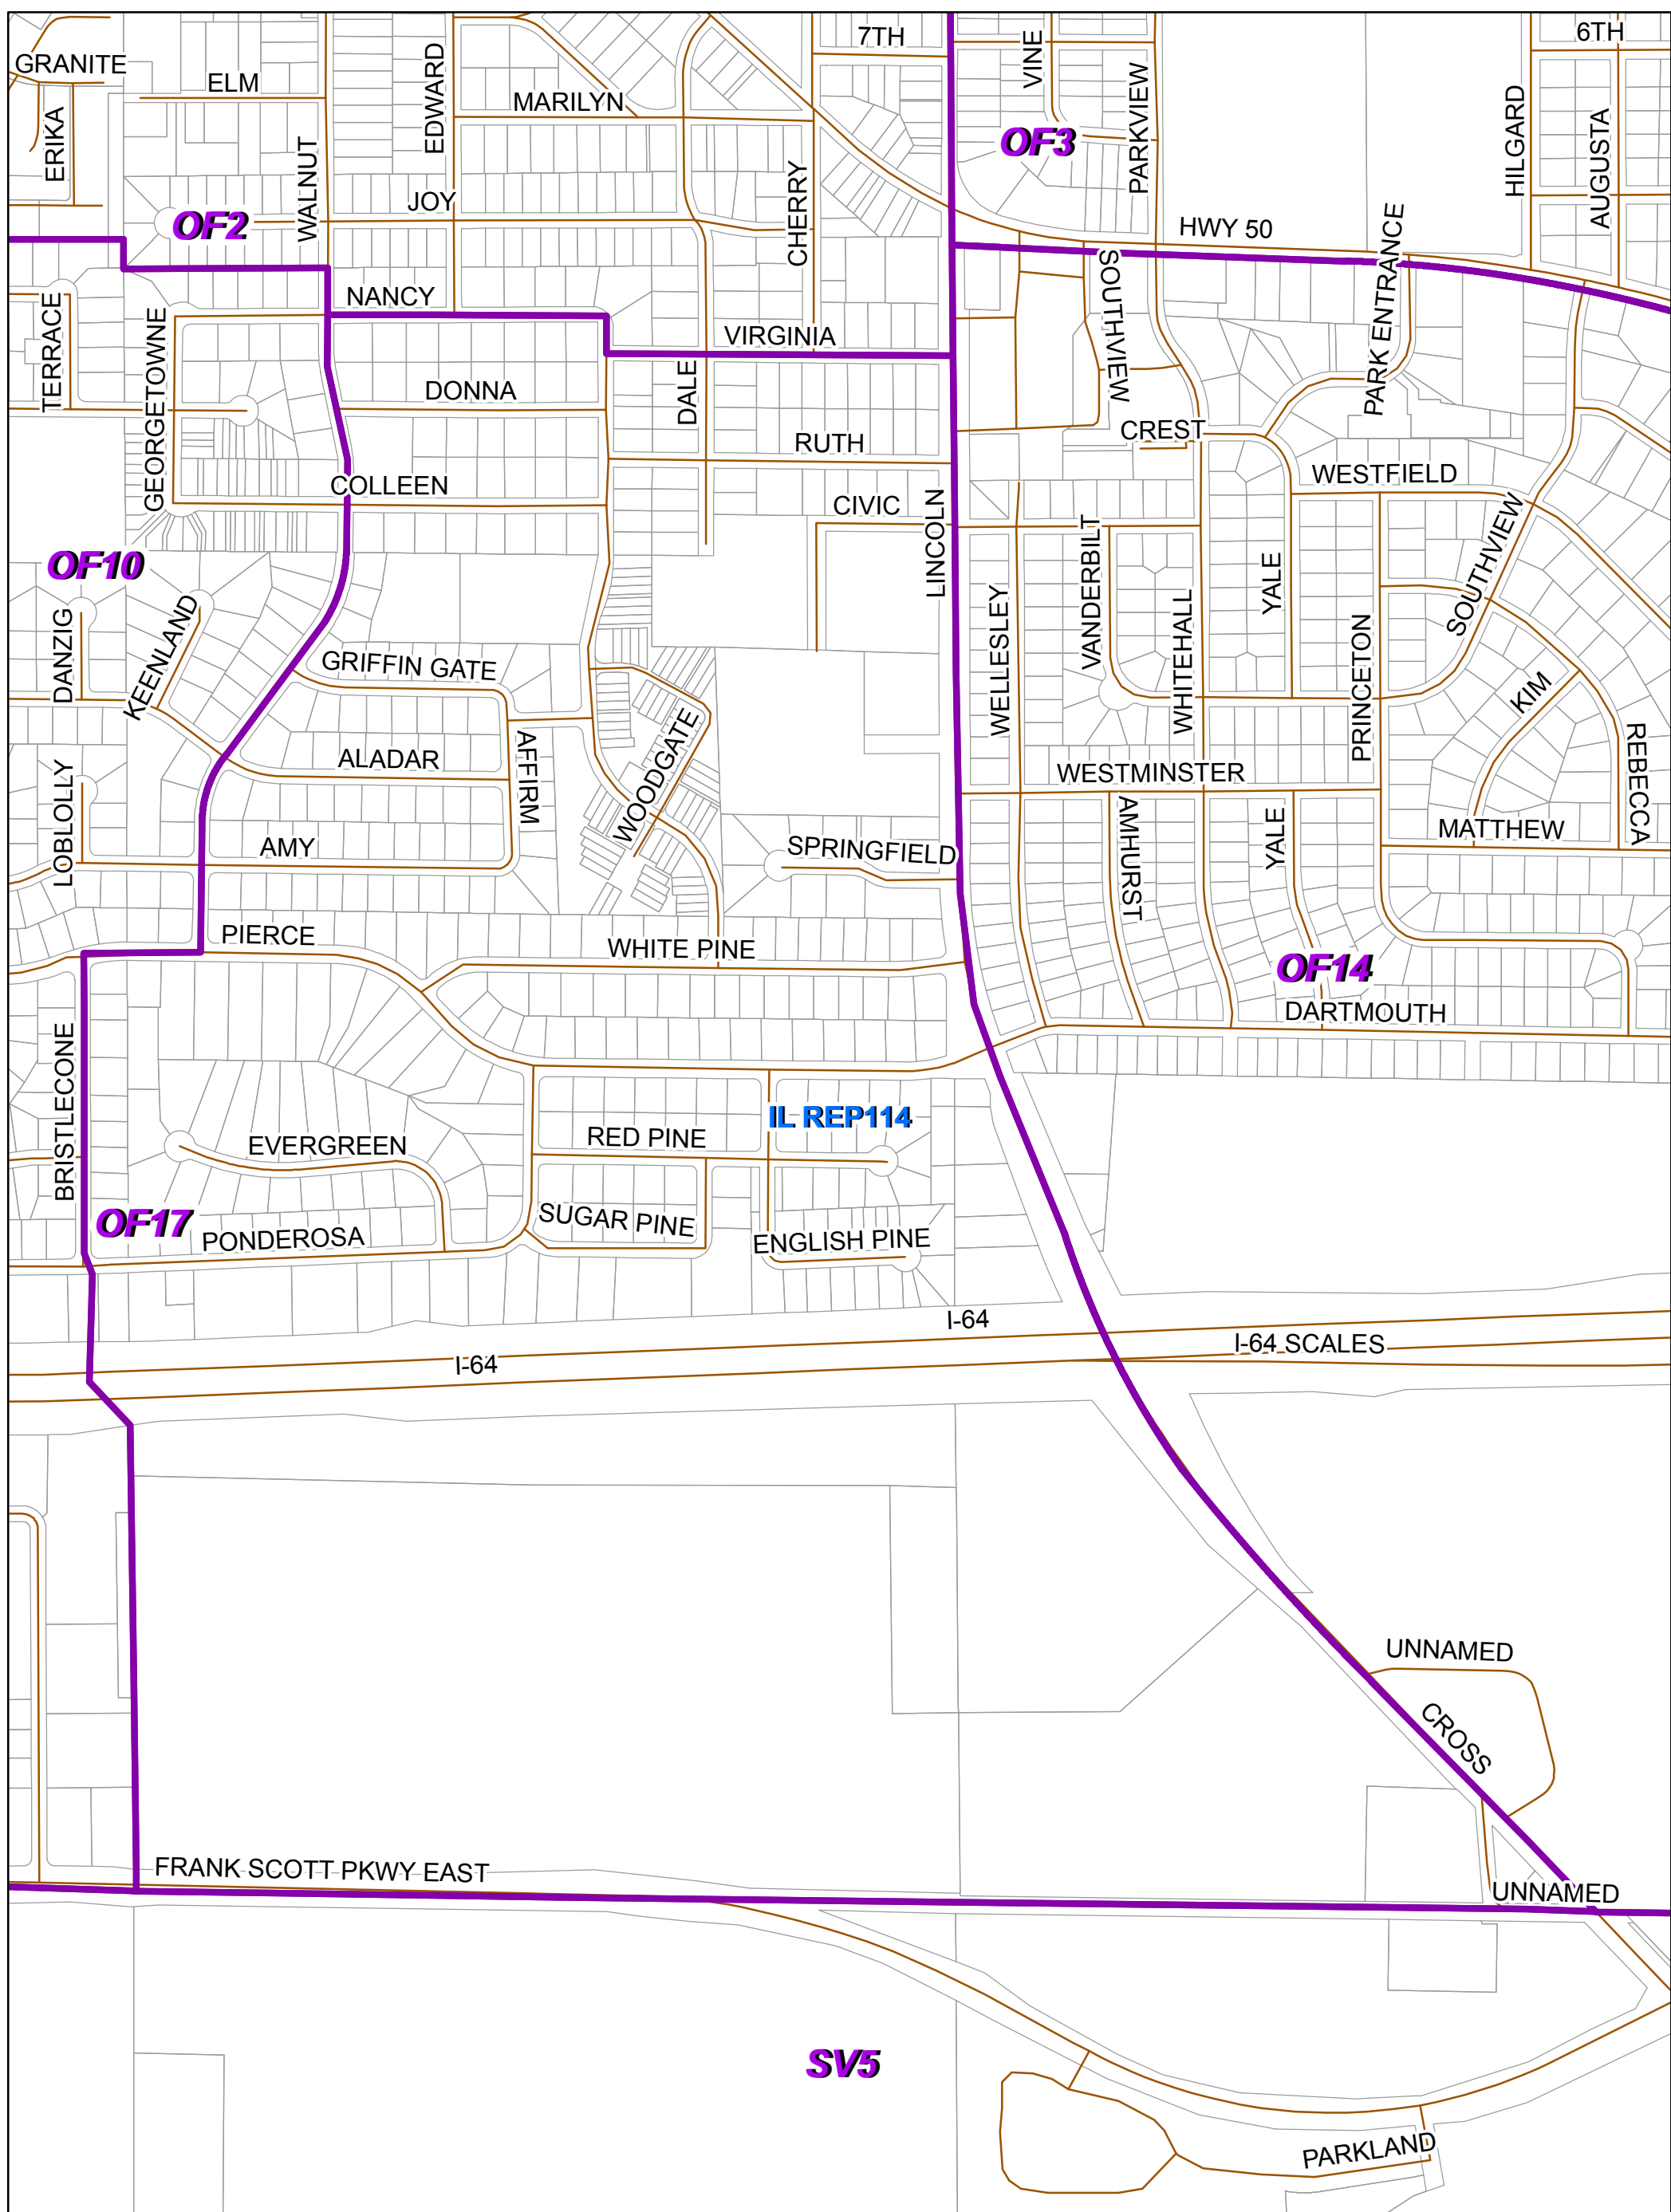 7TH
6TH
VINE
GRANITE
EDWARD
ELM
MARILYN
PARKVIEW
HILGARD
AUGUSTA
ERIKA
OF3
WALNUT
CHERRY
JOY
OF2
HWY 50
PARK ENTRANCE
SOUTHVIEW
NANCY
TERRACE
GEORGETOWNE
VIRGINIA
DALE
DONNA
CREST
RUTH
WESTFIELD
COLLEEN
CIVIC
LINCOLN
OF10
VANDERBILT
YALE
SOUTHVIEW
WELLESLEY
WHITEHALL
DANZIG
KEENLAND
PRINCETON
GRIFFIN GATE
KIM
WOODGATE
REBECCA
ALADAR
AFFIRM
WESTMINSTER
LOBLOLLY
AMHURST
YALE
MATTHEW
AMY
SPRINGFIELD
PIERCE
WHITE PINE
OF14
DARTMOUTH
BRISTLECONE
IL REP114
RED PINE
EVERGREEN
OF17
SUGAR PINE
PONDEROSA
ENGLISH PINE
I-64
I-64 SCALES
I-64
UNNAMED
CROSS
FRANK SCOTT PKWY EAST
UNNAMED
SV5
PARKLAND